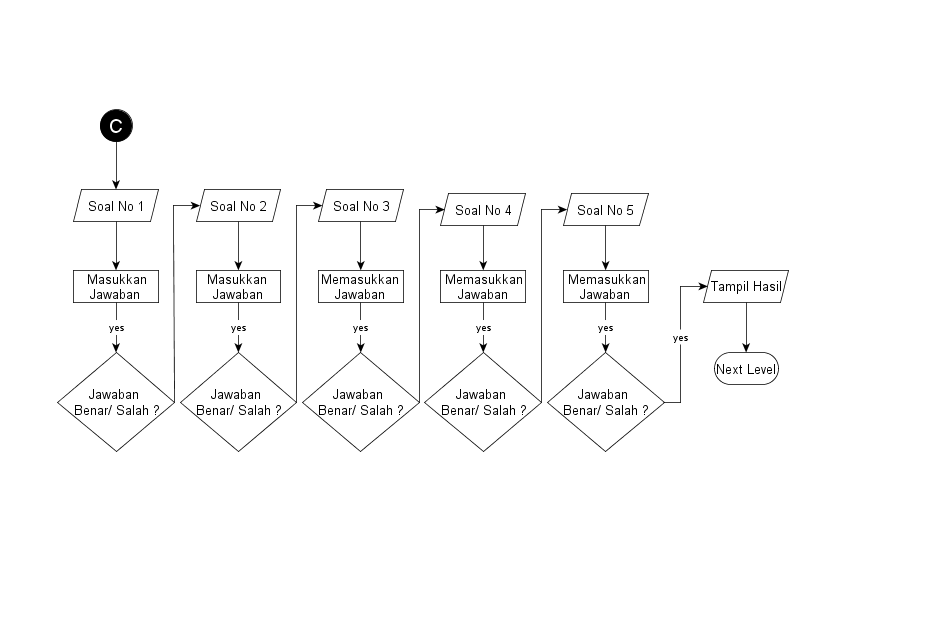 C
Soal No 1
Soal No 2
Soal No 3
Soal No 4
Soal No 5
Masukkan
Jawaban
Masukkan
Jawaban
Memasukkan
Jawaban
Memasukkan
Jawaban
Memasukkan
Jawaban
Tampil Hasil
yes
yes
yes
yes
yes
yes
Next Level
Jawaban
Benar/ Salah ?
Jawaban
Benar/ Salah ?
Jawaban
Benar/ Salah ?
Jawaban
Benar/ Salah ?
Jawaban
Benar/ Salah ?